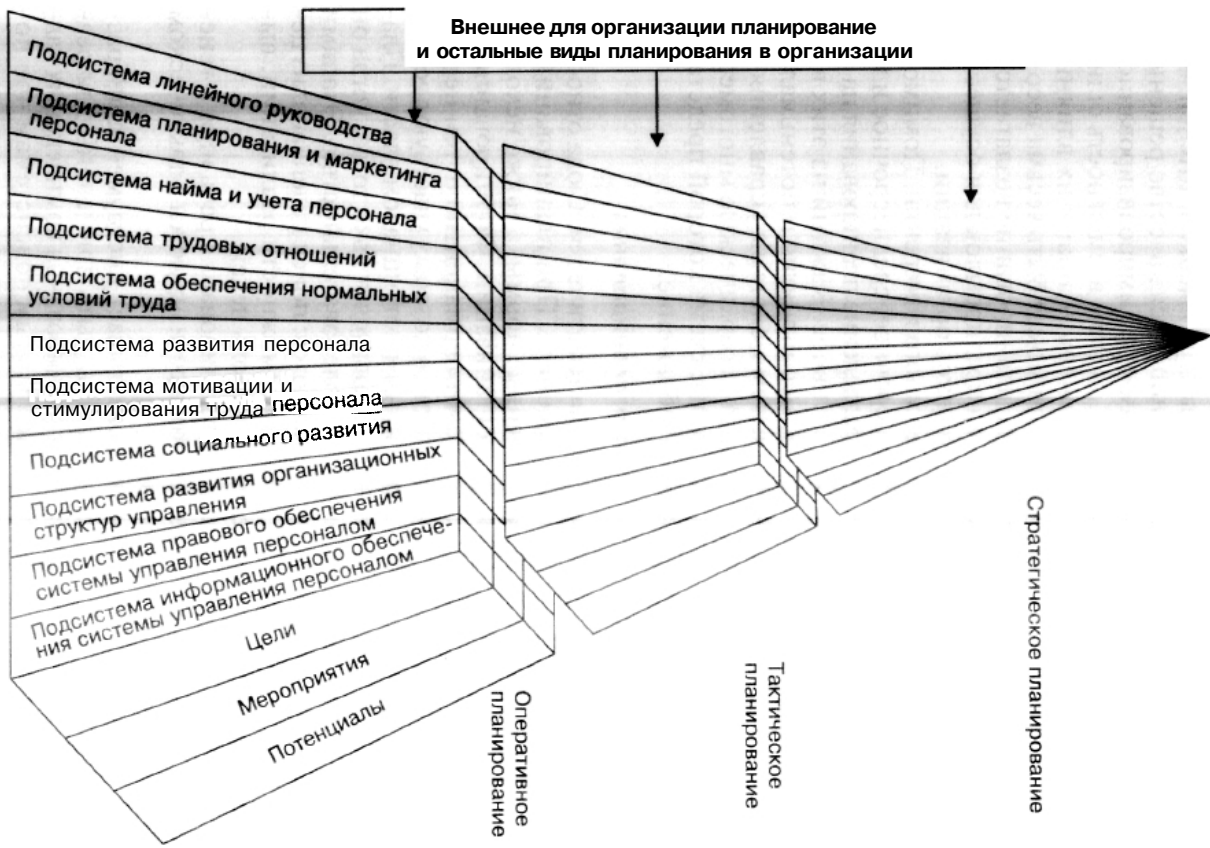 Внешнее для организации планирование
и остальные виды планирования в организации
Подсистема линейного руководства
Подсистема планирования и маркетинга
персонала
Подсистема найма и учета персонала
Подсистема трудовых отношений
Подсистема обеспечения нормальных
условий труда
Подсистема развития персонала
Подсистема мотивации и
стимулирования труда персонала
Подсистема социального развития
Подсистема развития организационных
структур управления
Подсистема правового обеспечения
системы управления персоналом
Подсистема информационного обеспече-
ния системы управления персоналом
Цели
Мероприятия
Потенциалы
Оперативное
планирование
Тактическое
планирование
Стратегическое планирование